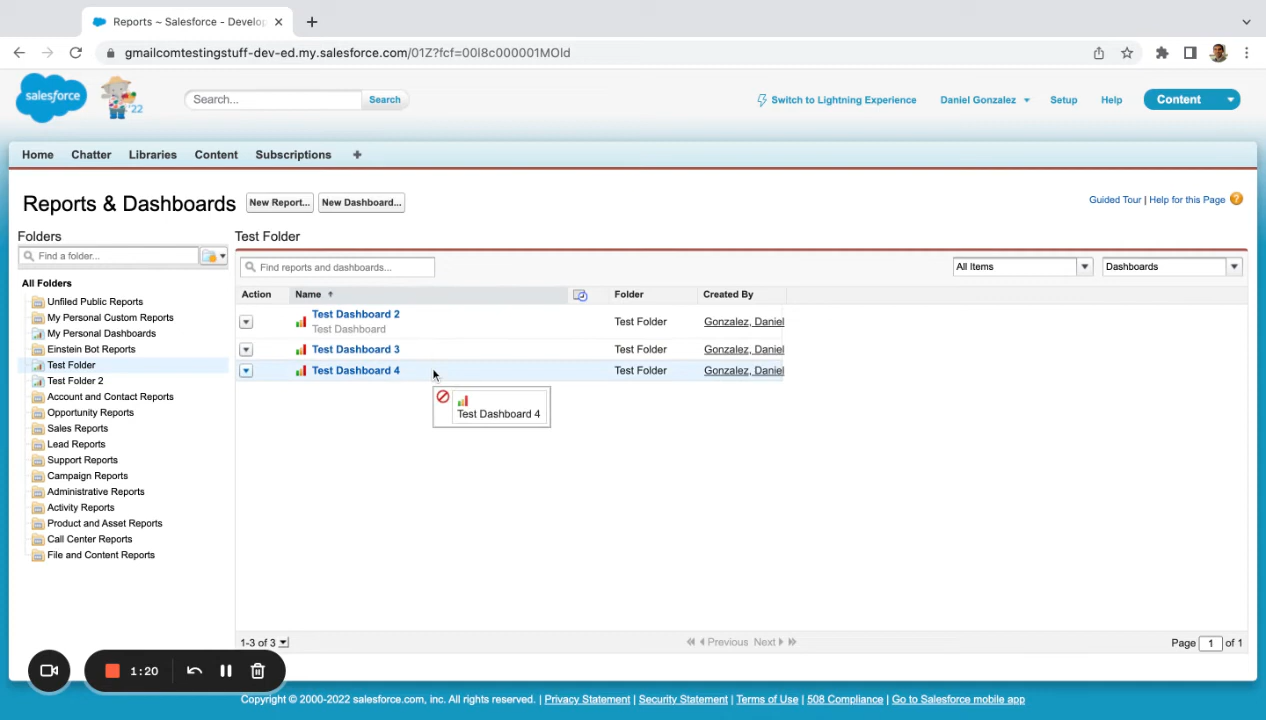 Reports ~ Salesforce - Develop
gmailcomtestingstuff-dev-ed.my.salesforce.com/01Z?fcf=00l8c000001MOld
salesforce
'22
Search...
Search
Switch to Lightning Experience
Daniel Gonzalez
Setup
Help
Content
Home
Chatter
Libraries
Content
Subscriptions
Reports & Dashboards
New Report...
New Dashboard...
Guided Tour | Help for this Page
Folders
Find a folder...
All Folders
Unfiled Public Reports
My Personal Custom Reports
My Personal Dashboards
Einstein Bot Reports
Test Folder
Test Folder 2
Account and Contact Reports
Opportunity Reports
Sales Reports
Lead Reports
Support Reports
Campaign Reports
Administrative Reports
Activity Reports
Product and Asset Reports
Call Center Reports
File and Content Reports
Test Folder
Find reports and dashboards...
All Items
Dashboards
Action Name Folder Created By
Test Dashboard 2 Test Folder Gonzalez, Daniel
Test Dashboard
Test Dashboard 3 Test Folder Gonzalez, Daniel
Test Dashboard 4 Test Folder Gonzalez, Daniel
Test Dashboard 4
1-3 of 3
Previous Next
Page 1 of 1
1:20
Copyright © 2000-2022 salesforce.com, inc. All rights reserved. | Privacy Statement | Security Statement | Terms of Use | 508 Compliance | Go to Salesforce mobile app